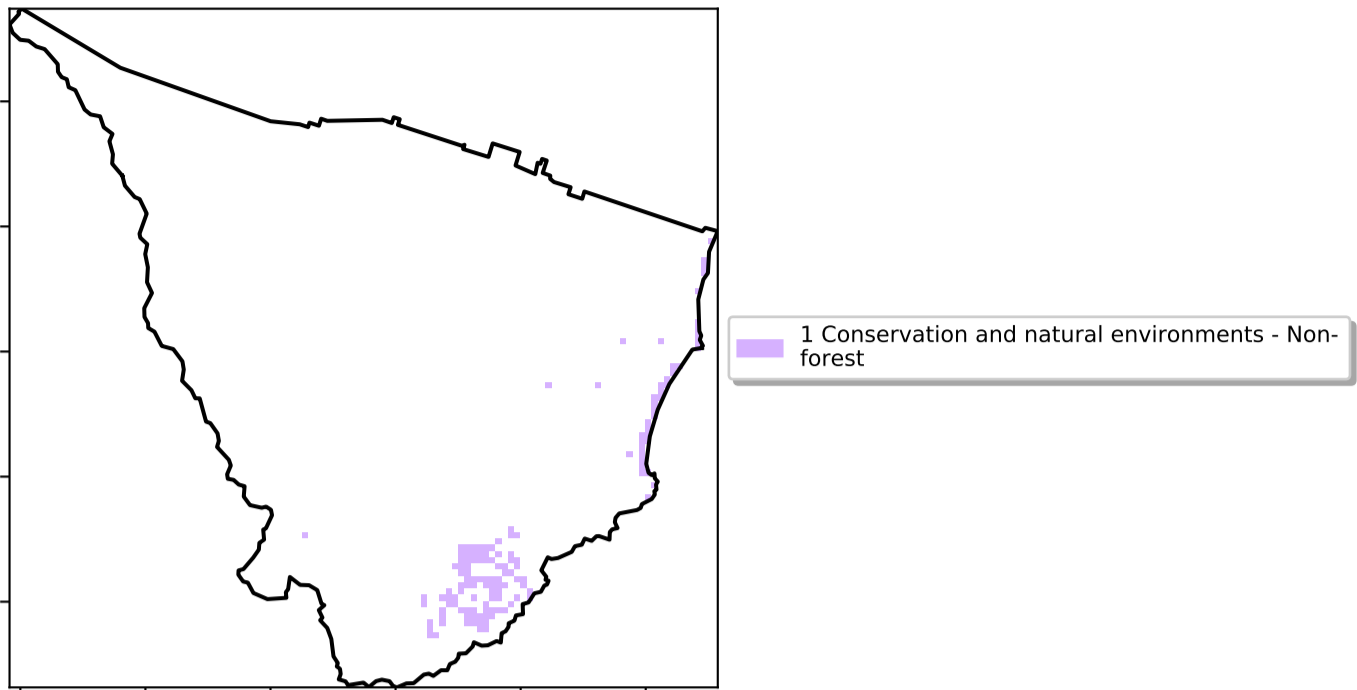 1 Conservation and natural environments - Non-
forest